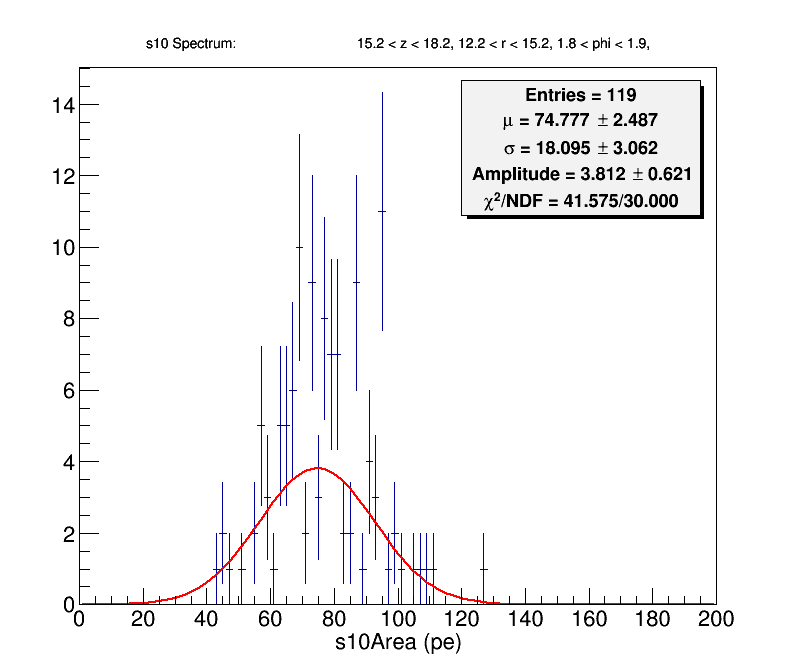 s10 Spectrum: 15.2 < z < 18.2, 12.2 < r < 15.2, 1.8 < phi < 1.9,
Entries = 119
μ = 74.777 ± 2.487
σ = 18.095 ± 3.062
Amplitude = 3.812 ± 0.621
χ²/NDF = 41.575/30.000
14
12
10
8
6
4
2
0
0 20 40 60 80 100 120 140 160 180 200
s10Area (pe)